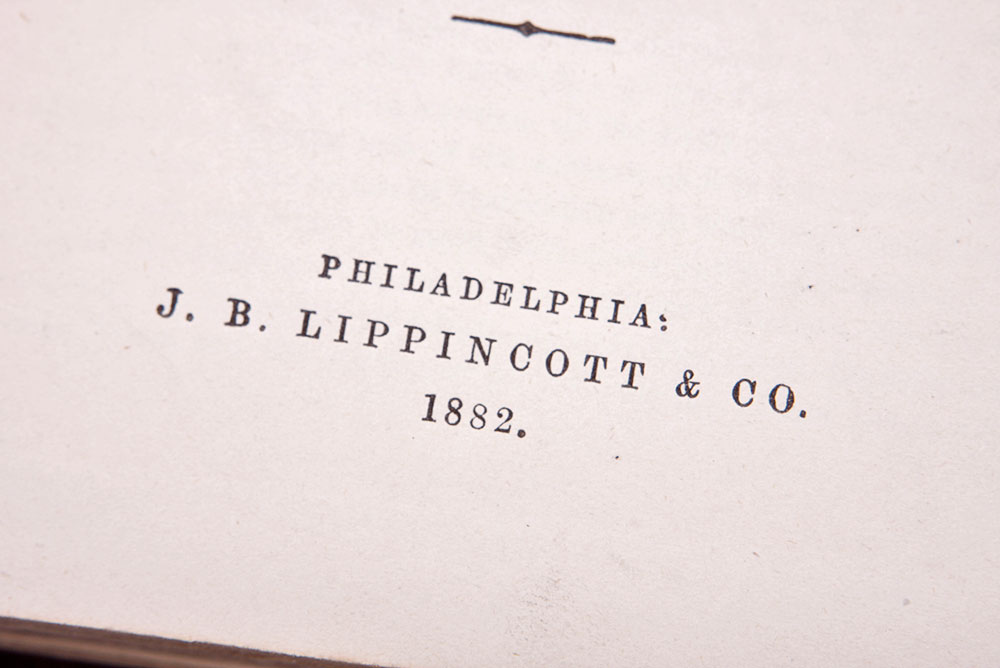 PHILADELPHIA:
J. B. LIPPINCOTT & CO.
1882.